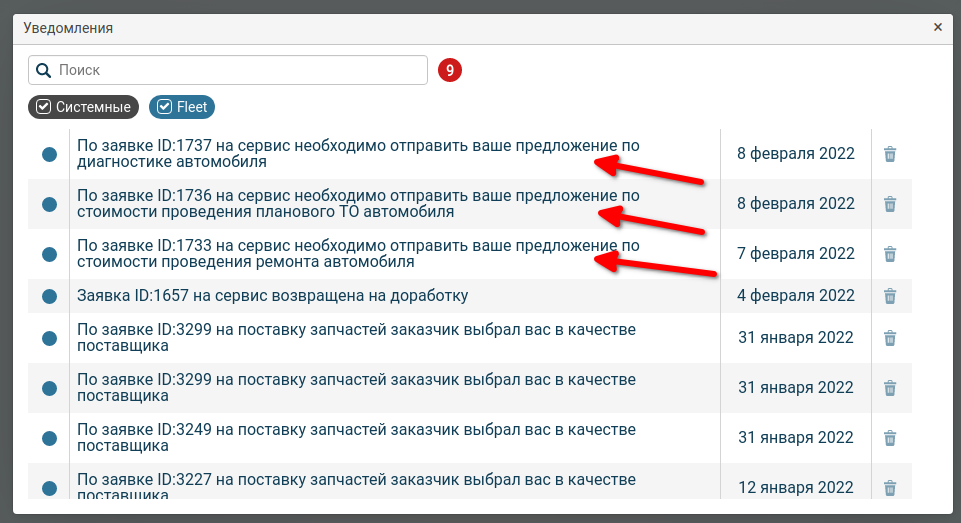 Уведомления ×
Поиск 9
Системные Fleet
По заявке ID:1737 на сервис необходимо отправить ваше предложение по
диагностике автомобиля
8 февраля 2022
По заявке ID:1736 на сервис необходимо отправить ваше предложение по
стоимости проведения планового ТО автомобиля
8 февраля 2022
По заявке ID:1733 на сервис необходимо отправить ваше предложение по
стоимости проведения ремонта автомобиля
7 февраля 2022
Заявка ID:1657 на сервис возвращена на доработку
4 февраля 2022
По заявке ID:3299 на поставку запчастей заказчик выбрал вас в качестве
поставщика
31 января 2022
По заявке ID:3299 на поставку запчастей заказчик выбрал вас в качестве
поставщика
31 января 2022
По заявке ID:3249 на поставку запчастей заказчик выбрал вас в качестве
поставщика
31 января 2022
По заявке ID:3227 на поставку запчастей заказчик выбрал вас в качестве
поставщика
12 января 2022